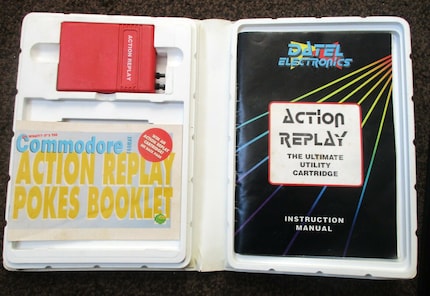 ACTION REPLAY
Commodore
ACTION REPLAY
POKES BOOKLET
DATEL
ELECTRONICS
ACTION
REPLAY
THE ULTIMATE
UTILITY
CARTRIDGE
INSTRUCTION
MANUAL